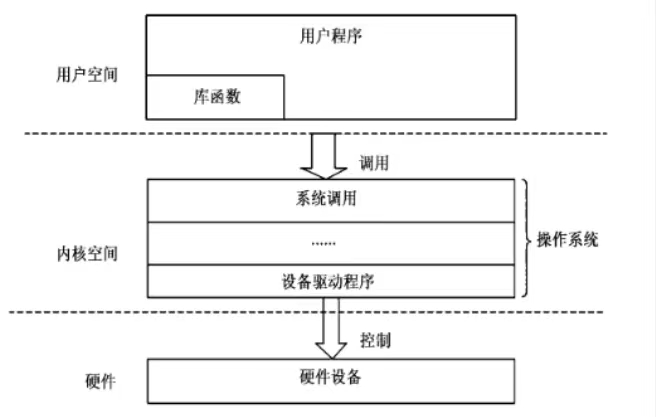 用户程序
用户空间
库函数
调用
系统调用
......
操作系统
内核空间
设备驱动程序
控制
硬件
硬件设备